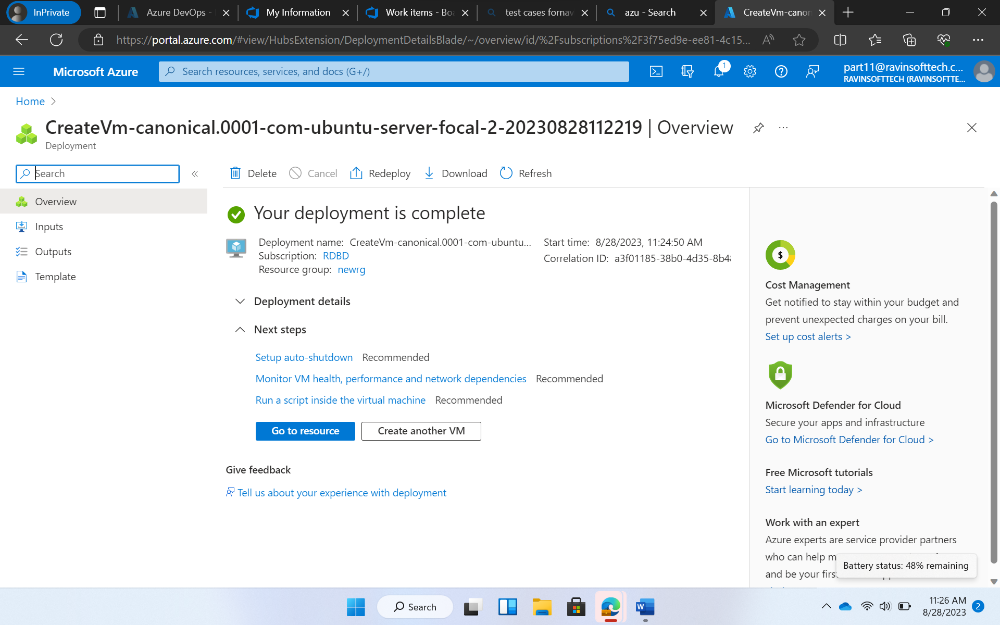 InPrivate
Azure DevOps -
My Information
Work items - Bo
test cases fornav
azu - Search
CreateVm-canon
https://portal.azure.com/#view/HubsExtension/DeploymentDetailsBlade/~/overview/id/%2Fsubscriptions%2F3f75ed9e-ee81-4c15...
Microsoft Azure
Search resources, services, and docs (G+/)
1
part11@ravinsofttech.c...
RAVINSOFTTECH (RAVINSOFTTE...
Home
CreateVm-canonical.0001-com-ubuntu-server-focal-2-20230828112219 | Overview
Deployment
Search
Delete
Cancel
Redeploy
Download
Refresh
Overview
Inputs
Outputs
Template
Your deployment is complete
Deployment name: CreateVm-canonical.0001-com-ubuntu...
Subscription: RDBD
Resource group: newrg
Start time: 8/28/2023, 11:24:50 AM
Correlation ID: a3f01185-38b0-4d35-8b4
Deployment details
Next steps
Setup auto-shutdown Recommended
Monitor VM health, performance and network dependencies Recommended
Run a script inside the virtual machine Recommended
Go to resource
Create another VM
Give feedback
Tell us about your experience with deployment
$
Cost Management
Get notified to stay within your budget and
prevent unexpected charges on your bill.
Set up cost alerts >
Microsoft Defender for Cloud
Secure your apps and infrastructure
Go to Microsoft Defender for Cloud >
Free Microsoft tutorials
Start learning today >
Work with an expert
Azure experts are service provider partners
who can help m
and be your firs
Battery status: 48% remaining
Search
W
11:26 AM
8/28/2023
2